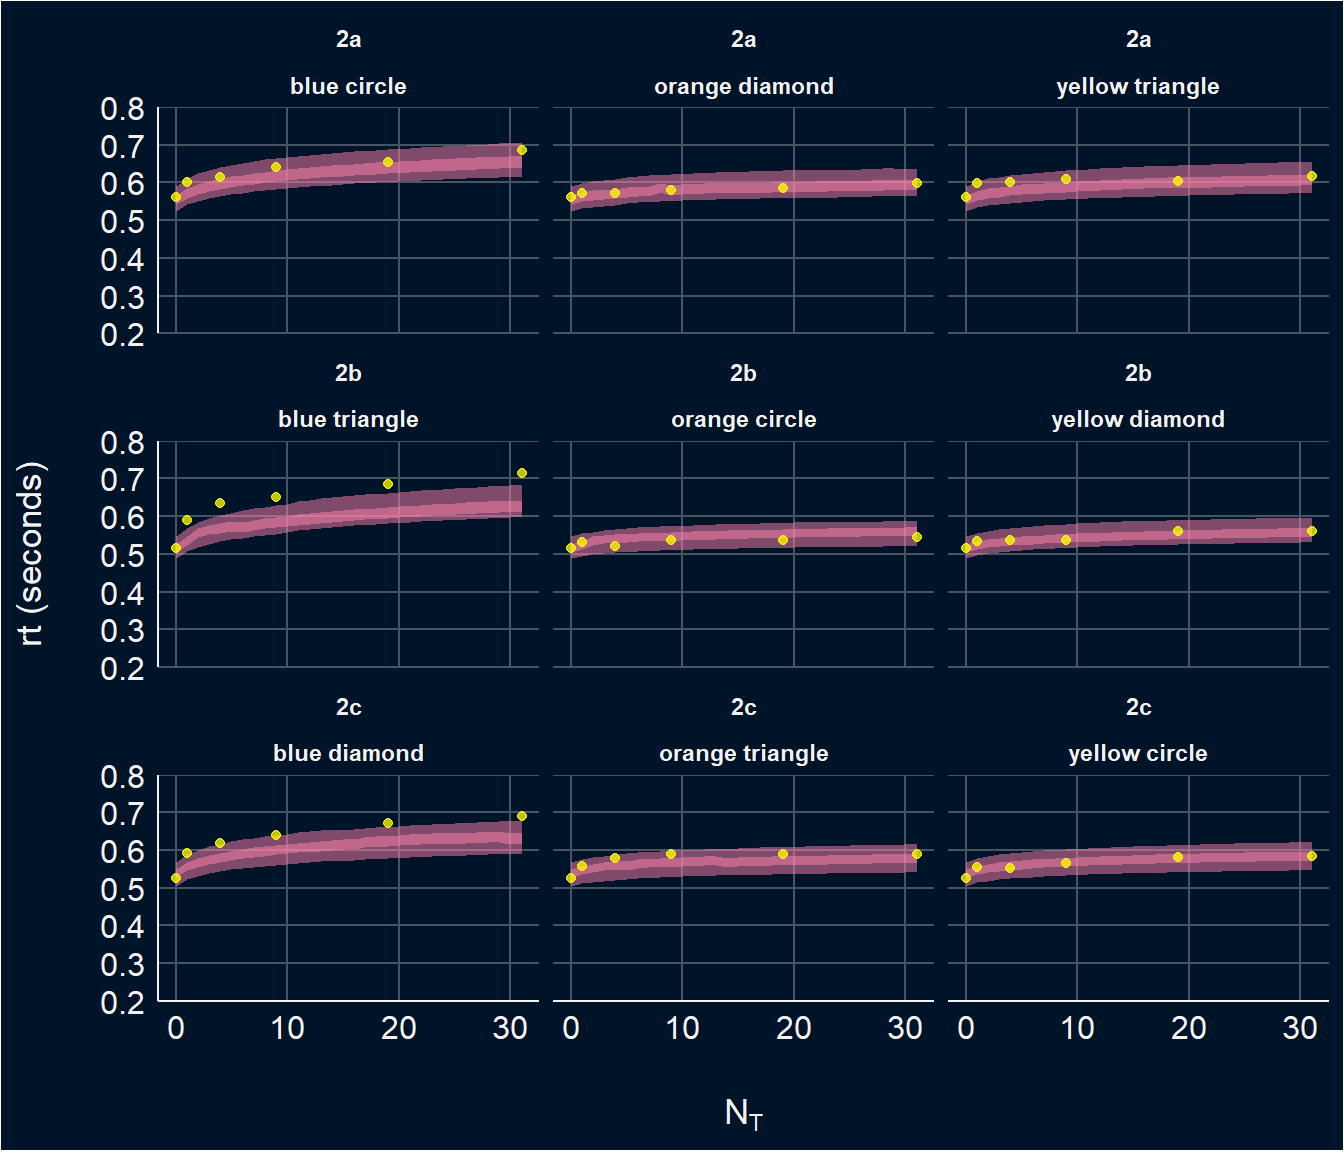 2a 2a 2a
blue circle orange diamond yellow triangle
0.8
0.7
0.6
0.5
0.4
0.3
0.2
2b 2b 2b
blue triangle orange circle yellow diamond
0.8
0.7
0.6
0.5
0.4
0.3
0.2
rt (seconds)
2c 2c 2c
blue diamond orange triangle yellow circle
0.8
0.7
0.6
0.5
0.4
0.3
0.2
0 10 20 30 0 10 20 30 0 10 20 30
N_T